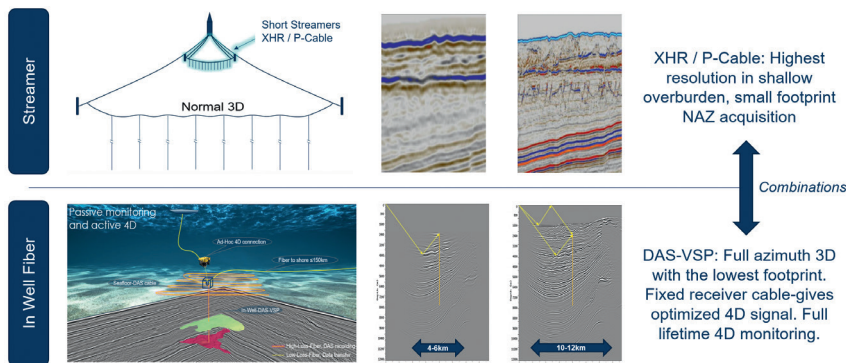 Streamer
Short Streamers
XHR / P-Cable
Normal 3D
XHR / P-Cable: Highest
resolution in shallow
overburden, small footprint
NAZ acquisition
Combinations
In Well Fiber
Passive monitoring
and active 4D
Ad-Hoc 4D connection
Fiber to shore ±150km
Seafloor-DAS cable
In-Well-DAS-VSP
High-Loss-Fiber, DAS recording
Low-Loss-Fiber, Data transfer
4-6km
10-12km
DAS-VSP: Full azimuth 3D
with the lowest footprint.
Fixed receiver cable-gives
optimized 4D signal. Full
lifetime 4D monitoring.